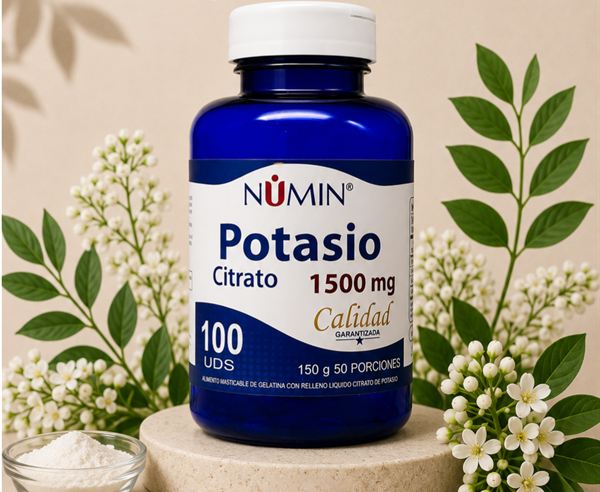 NÚMIN®
Potasio
Citrato 1500 mg
Calidad
GARANTIZADA
100
UDS
150 g 50 PORCIONES
ALIMENTO MASTICABLE DE GELATINA CON RELLENO LIQUIDO CITRATO DE POTASIO